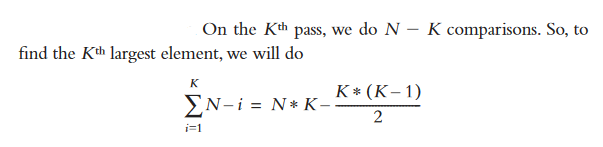 On the Kth pass, we do N – K comparisons. So, to
find the Kth largest element, we will do
K
∑ N – i = N * K – K * (K – 1)
i=1
2